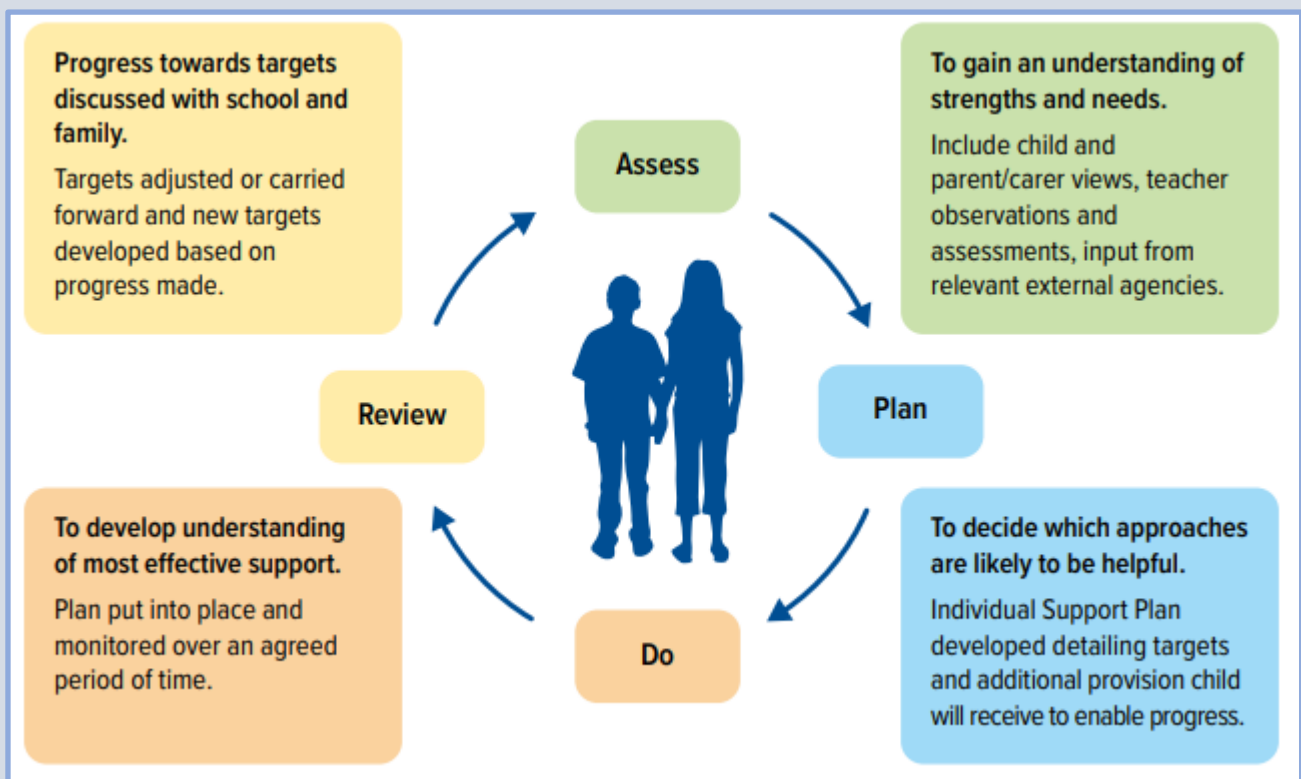 Progress towards targets
discussed with school and
family.
Targets adjusted or carried
forward and new targets
developed based on
progress made.
Assess
To gain an understanding of
strengths and needs.
Include child and
parent/carer views, teacher
observations and
assessments, input from
relevant external agencies.
Review
Plan
To develop understanding
of most effective support.
Plan put into place and
monitored over an agreed
period of time.
Do
To decide which approaches
are likely to be helpful.
Individual Support Plan
developed detailing targets
and additional provision child
will receive to enable progress.